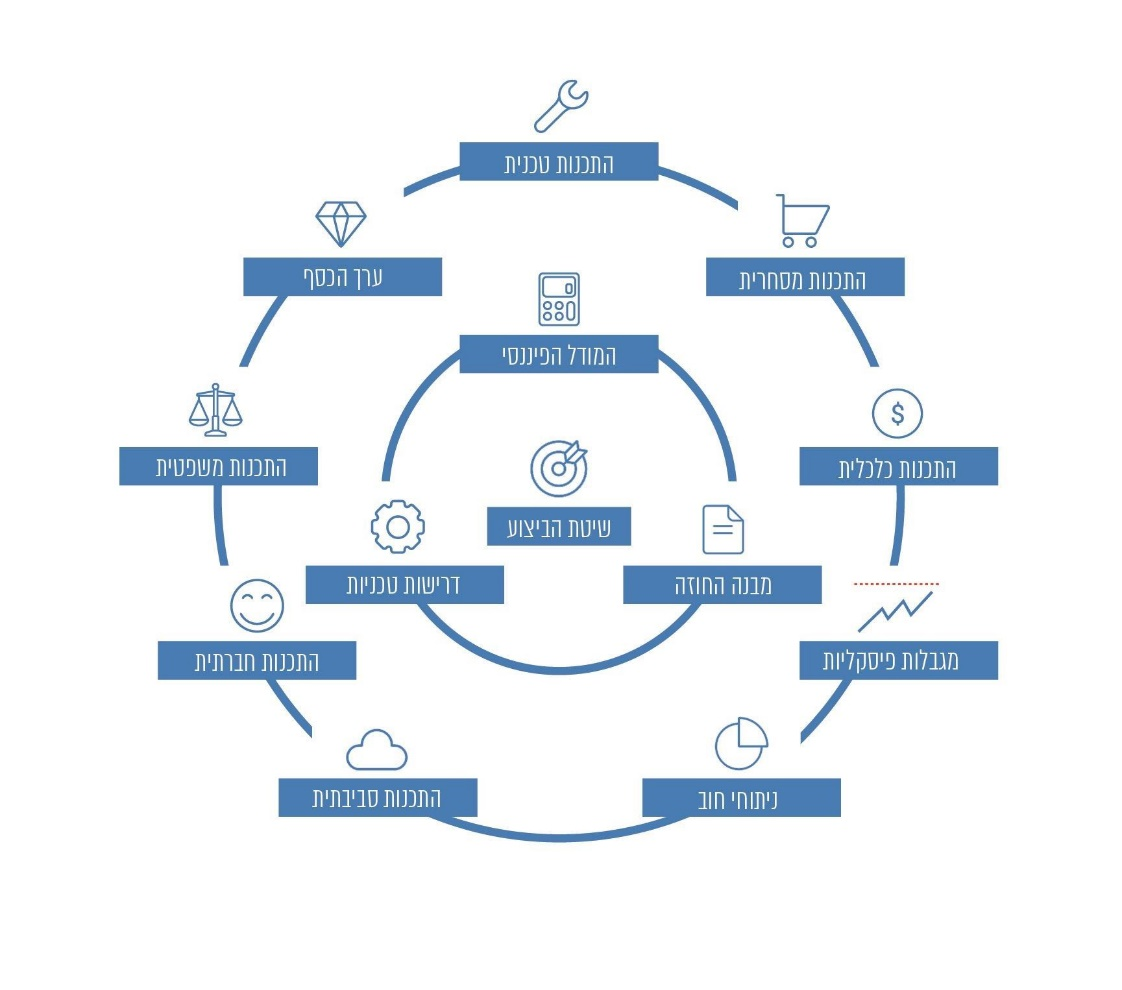 התכנות טכנית
ערך הכסף
התכנות מסחרית
המודל הפיננסי
התכנות משפטית
התכנות כלכלית
$
שיטת הביצוע
דרישות טכניות
מבנה החוזה
התכנות חברתית
מגבלות פיסקליות
התכנות סביבתית
ניתוחי חוב